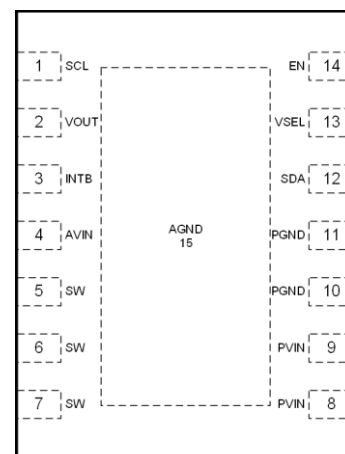 1 SCL EN 14
2 VOUT VSEL 13
3 INTB SDA 12
4 AVIN AGND PGND 11
15
5 SW PGND 10
6 SW PVIN 9
7 SW PVIN 8